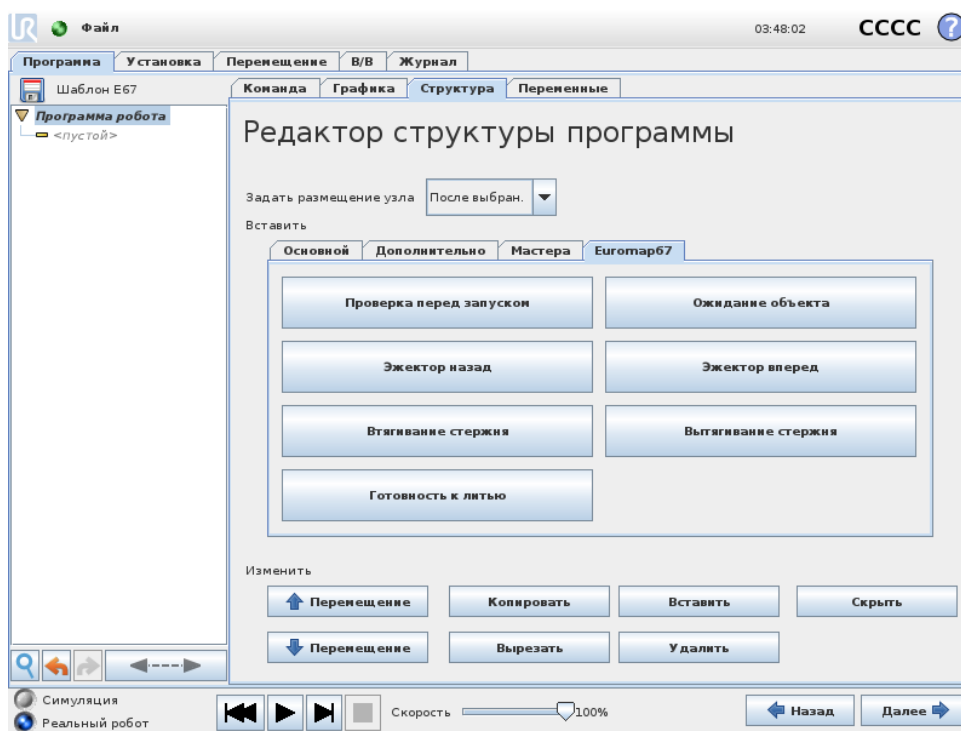 UR Файл 03:48:02 CCCC ?
Программа Установка Перемещение В/В Журнал
Шаблон E67
Команда Графика Структура Переменные
Программа робота
<пустой>
Редактор структуры программы
Задать размещение узла После выбран.
Вставить
Основной Дополнительно Мастера Euromap67
Проверка перед запуском Ожидание объекта
Эжектор назад Эжектор вперед
Втягивание стержня Вытягивание стержня
Готовность к литью
Изменить
Перемещение Копировать Вставить Скрыть
Перемещение Вырезать Удалить
Симуляция
Реальный робот
Скорость 100%
Назад Далее